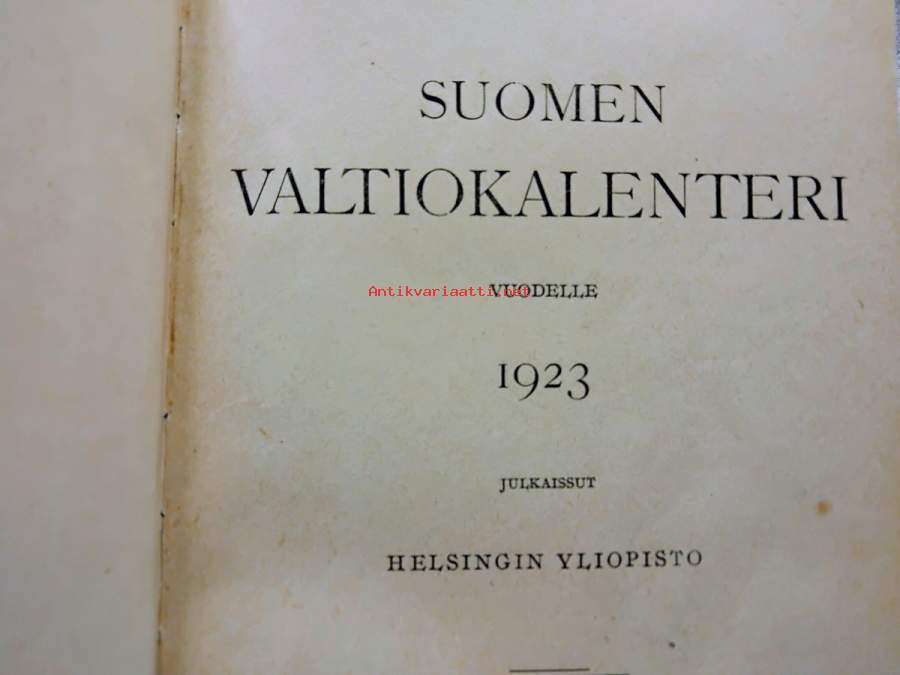 SUOMEN
VALTIOKALENTERI
Antikvariaatti.net VUODELLE
1923
JULKAISSUT
HELSINGIN YLIOPISTO